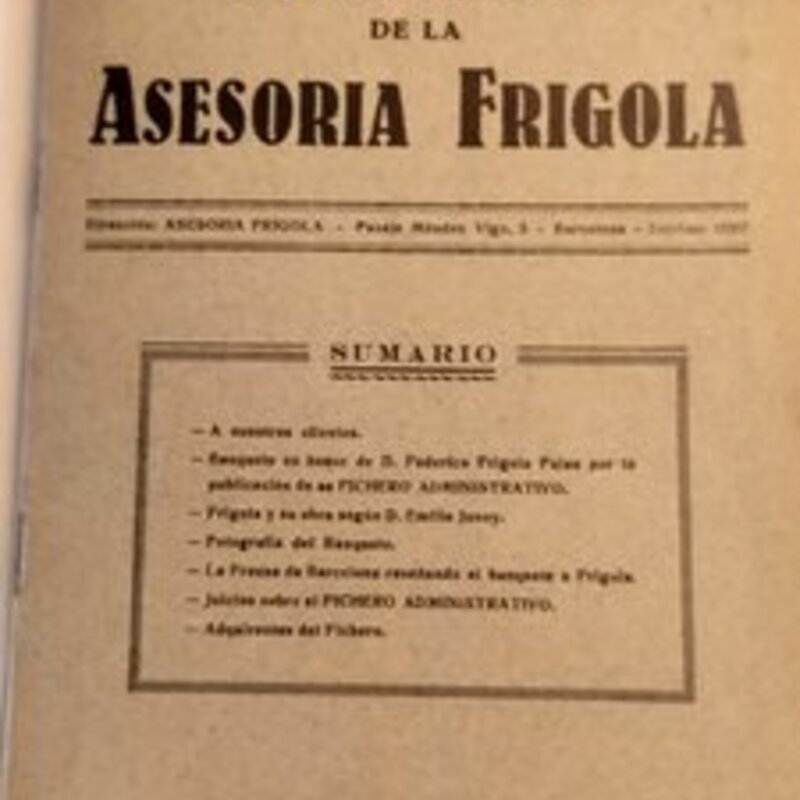 DE LA
ASESORIA FRIGOLA
Dirección: ASESORIA FRIGOLA - Pasaje Méndez Vigo, 5 - Barcelona - Teléfono
SUMARIO
— A nuestros clientes.
— Banquete en honor de D. Federico Frigola Palau por la
publicación de su FICHERO ADMINISTRATIVO.
— Frigola y su obra según D. Emilio
— Fotografía del Banquete.
— La Prensa de Barcelona reseñando el banquete a Frigola.
— Juicios sobre el FICHERO ADMINISTRATIVO.
— Adquirentes del Fichero.